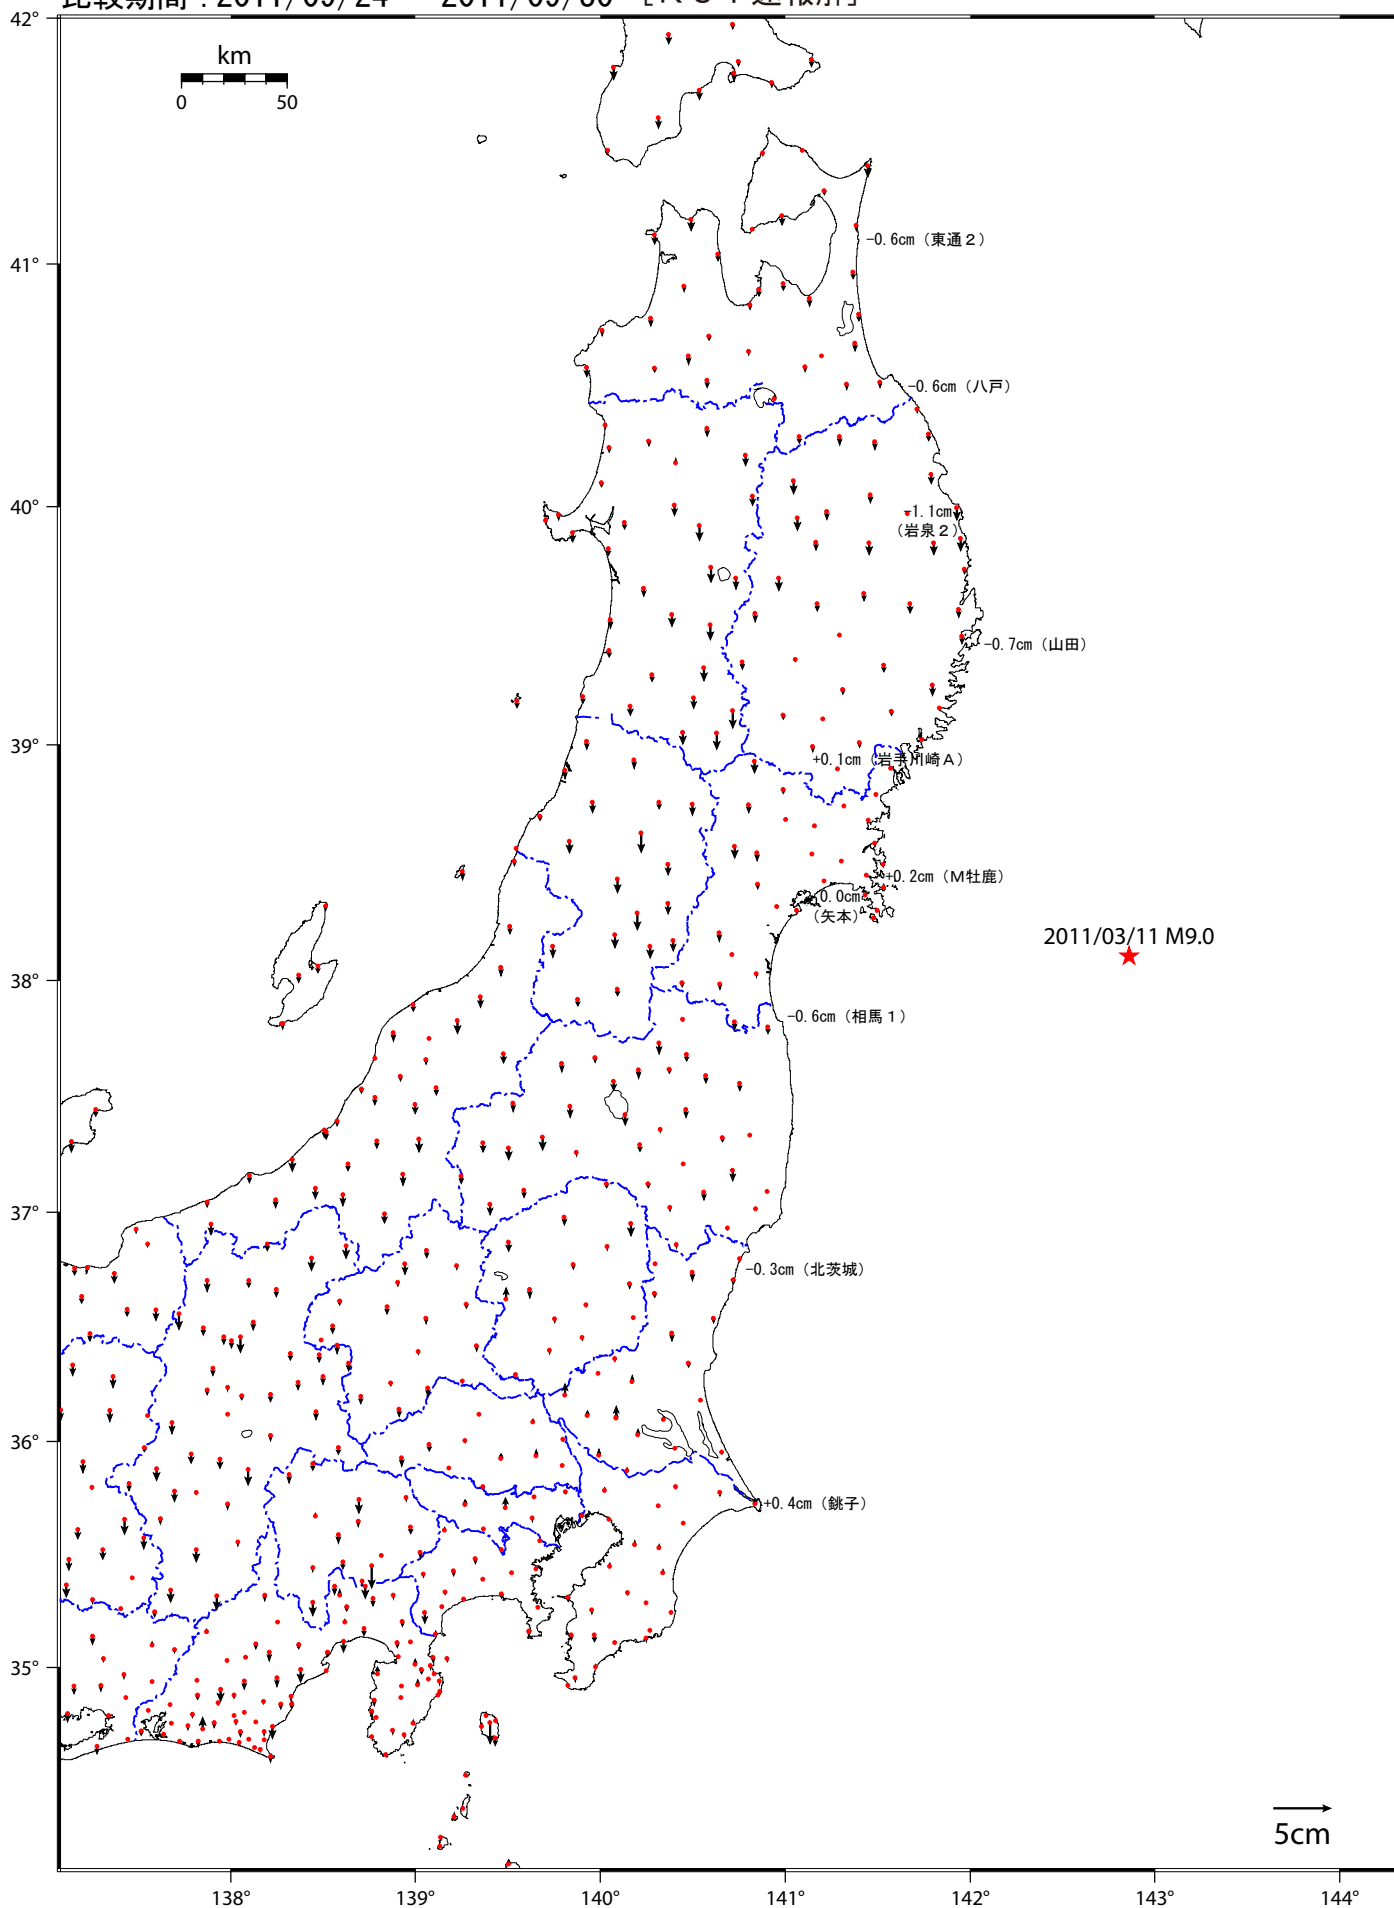 42°
km
0 50
-0.6cm（東通２）
41°
-0.6cm（八戸）
40°
-1.1cm
（岩泉２）
-0.7cm（山田）
39°
+0.1cm（岩手川崎Ａ）
+0.2cm（Ｍ牡鹿）
0.0cm
（矢本）
2011/03/11 M9.0
38°
-0.6cm（相馬１）
37°
-0.3cm（北茨城）
36°
+0.4cm（銚子）
35°
5cm
138° 139° 140° 141° 142° 143° 144°